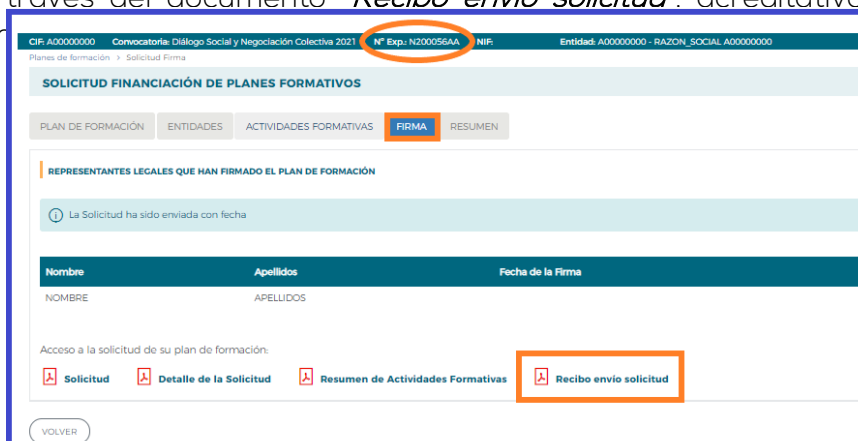 través del documento "Recibo envío solicitud". acreditativo
CIF: A00000000 Convocatoria: Diálogo Social y Negociación Colectiva 2021 Nº Exp.: N200056AA NIF: Entidad: A00000000 - RAZON_SOCIAL A00000000
Planes de formación > Solicitud Firma
SOLICITUD FINANCIACIÓN DE PLANES FORMATIVOS
PLAN DE FORMACIÓN ENTIDADES ACTIVIDADES FORMATIVAS FIRMA RESUMEN
REPRESENTANTES LEGALES QUE HAN FIRMADO EL PLAN DE FORMACIÓN
La Solicitud ha sido enviada con fecha
Nombre Apellidos Fecha de la Firma
NOMBRE APELLIDOS
Acceso a la solicitud de su plan de formación:
Solicitud Detalle de la Solicitud Resumen de Actividades Formativas Recibo envío solicitud
VOLVER